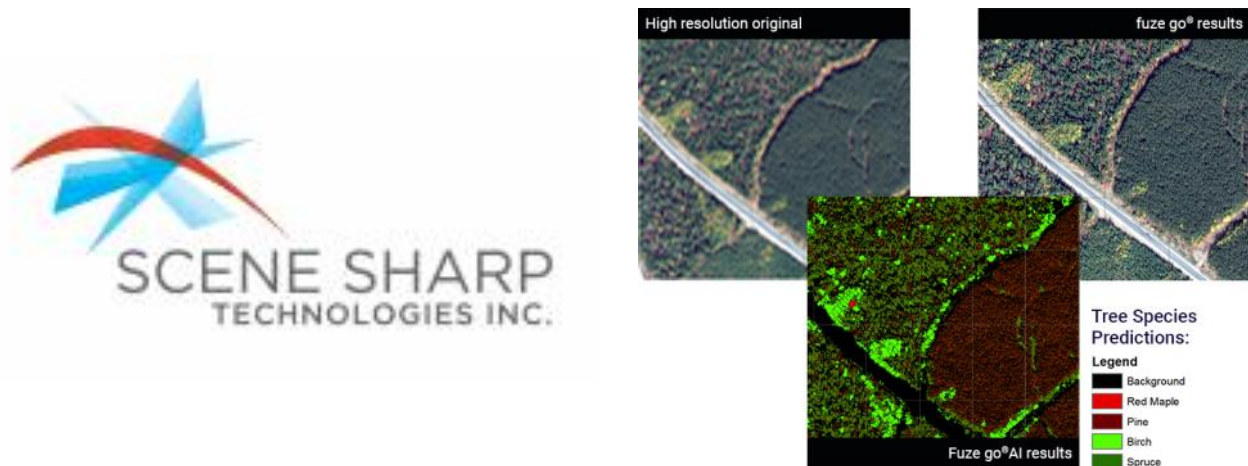 SCENE SHARP
TECHNOLOGIES INC.
High resolution original
fuze go® results
Fuze go®AI results
Tree Species
Predictions:
Legend
Background
Red Maple
Pine
Birch
Spruce